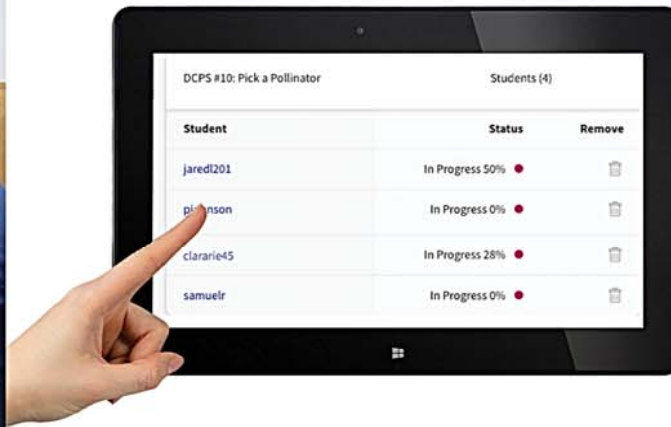 DCPS #10: Pick a Pollinator Students (4)
Student Status Remove
jaredl201 In Progress 50%
In Progress 0%
clararie45 In Progress 28%
samuelr In Progress 0%